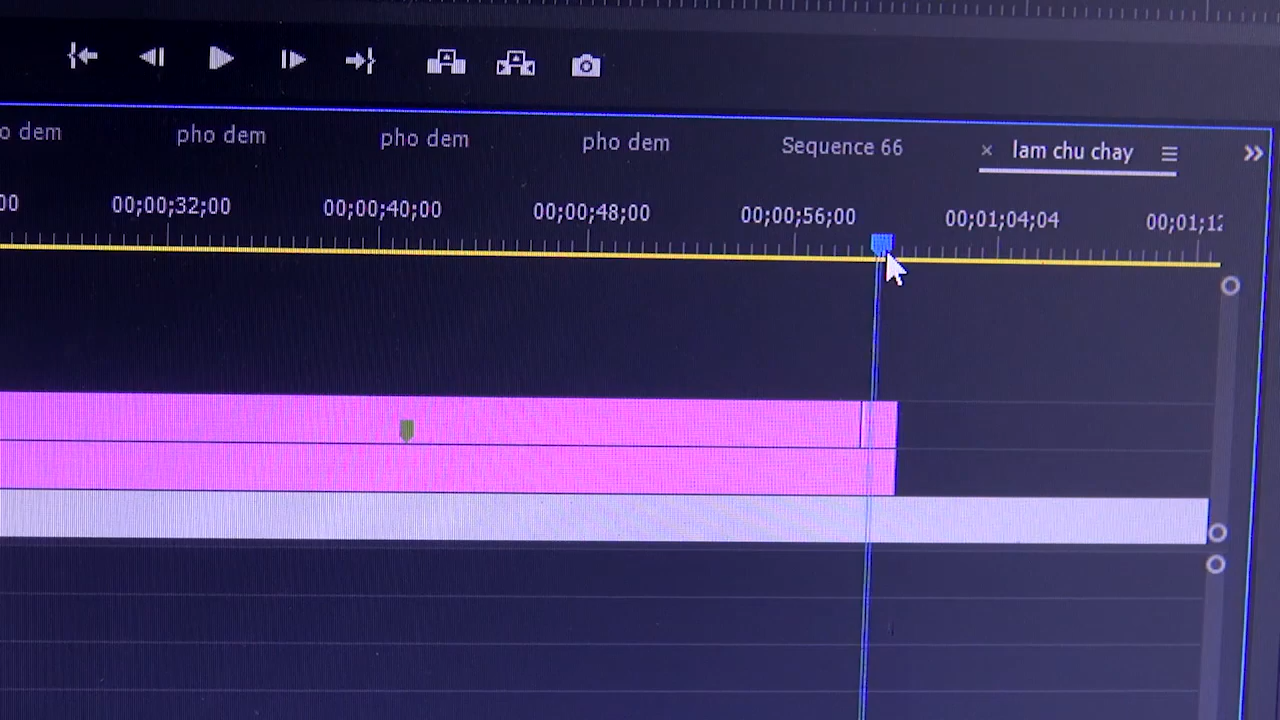 o dem pho dem pho dem pho dem Sequence 66 × lam chu chay
00 00;00;32;00 00;00;40;00 00;00;48;00 00;00;56;00 00;01;04;04 00;01;12